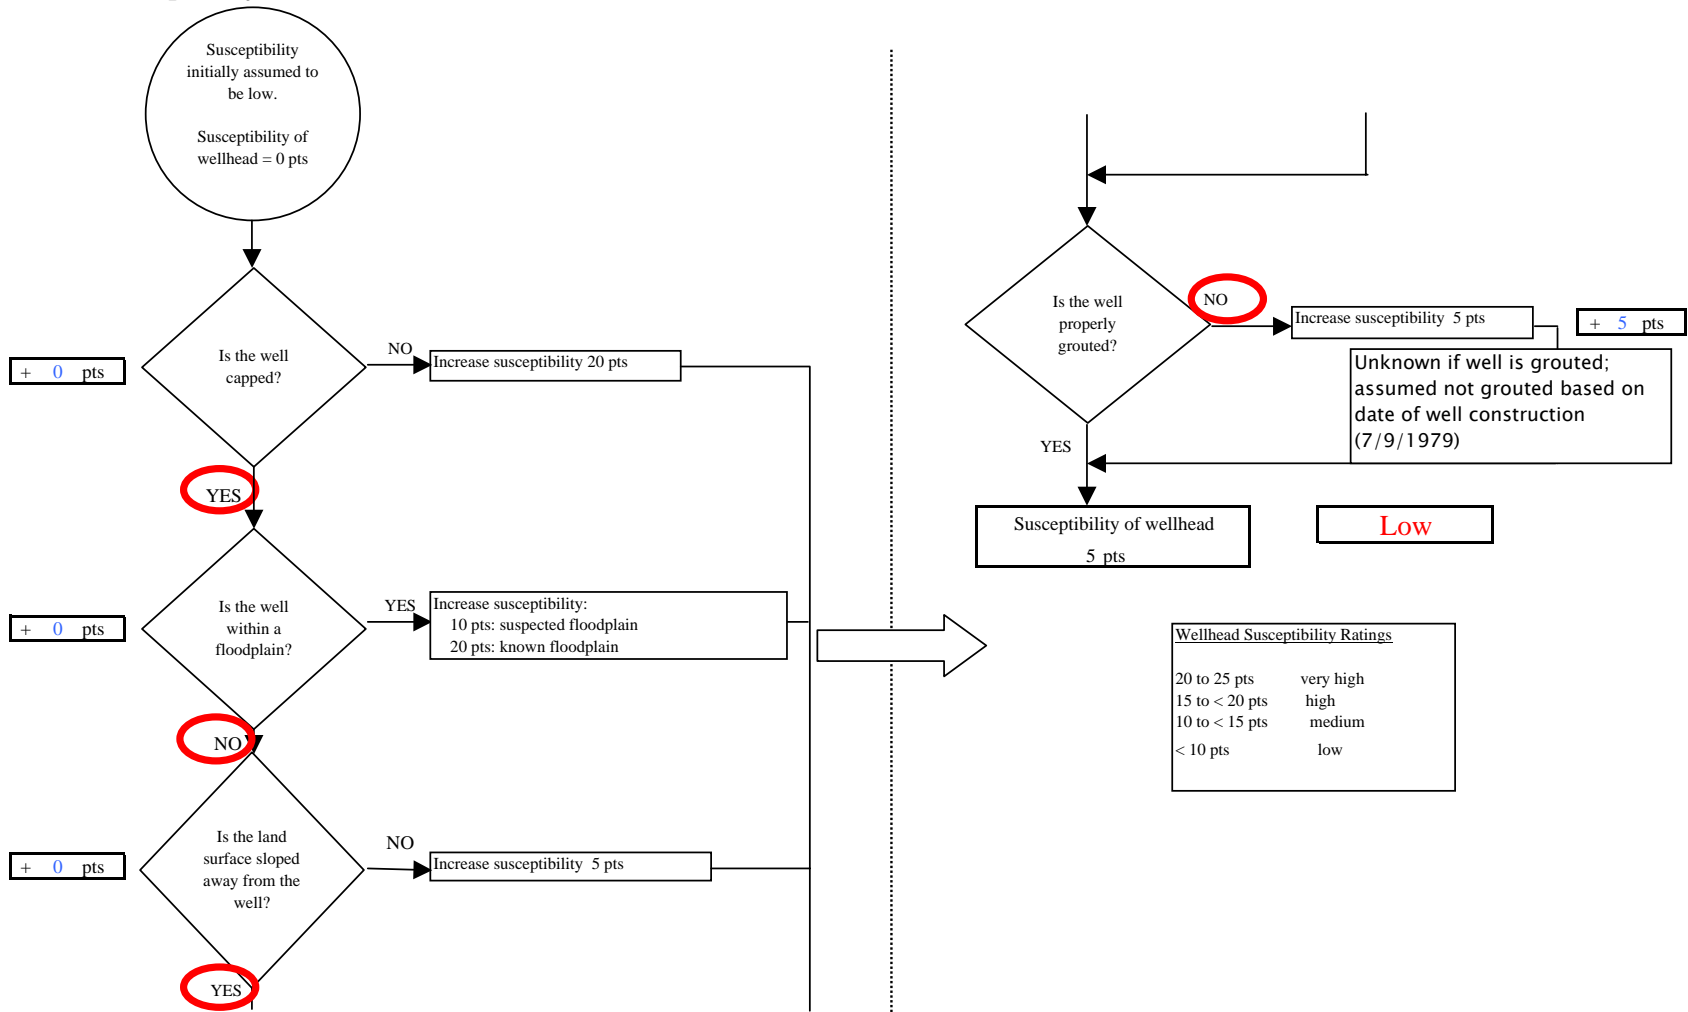 Susceptibility
initially assumed to
be low.
Susceptibility of
wellhead = 0 pts
Is the well
capped?
NO
Increase susceptibility 20 pts
+ 0 pts
YES
Is the well
within a
floodplain?
YES
Increase susceptibility:
10 pts: suspected floodplain
20 pts: known floodplain
+ 0 pts
NO
Is the land
surface sloped
away from the
well?
NO
Increase susceptibility 5 pts
+ 0 pts
YES
Is the well
properly
grouted?
NO
Increase susceptibility 5 pts
+ 5 pts
Unknown if well is grouted;
assumed not grouted based on
date of well construction
(7/9/1979)
YES
Susceptibility of wellhead
5 pts
Low
Wellhead Susceptibility Ratings
20 to 25 pts very high
15 to < 20 pts high
10 to < 15 pts medium
< 10 pts low